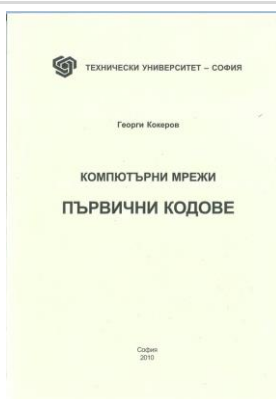 ТЕХНИЧЕСКИ УНИВЕРСИТЕТ – СОФИЯ
Георги Кокеров
КОМПЮТЪРНИ МРЕЖИ
ПЪРВИЧНИ КОДОВЕ
София
2010